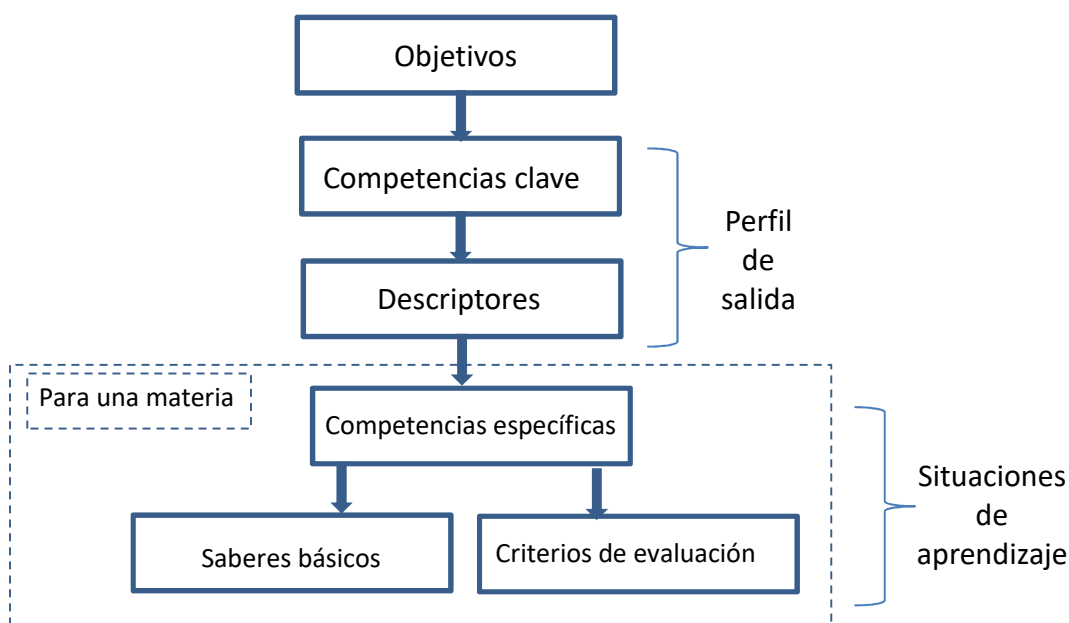 Objetivos
Competencias clave
Descriptores
Perfil
de
salida
Para una materia
Competencias específicas
Saberes básicos
Criterios de evaluación
Situaciones
de
aprendizaje